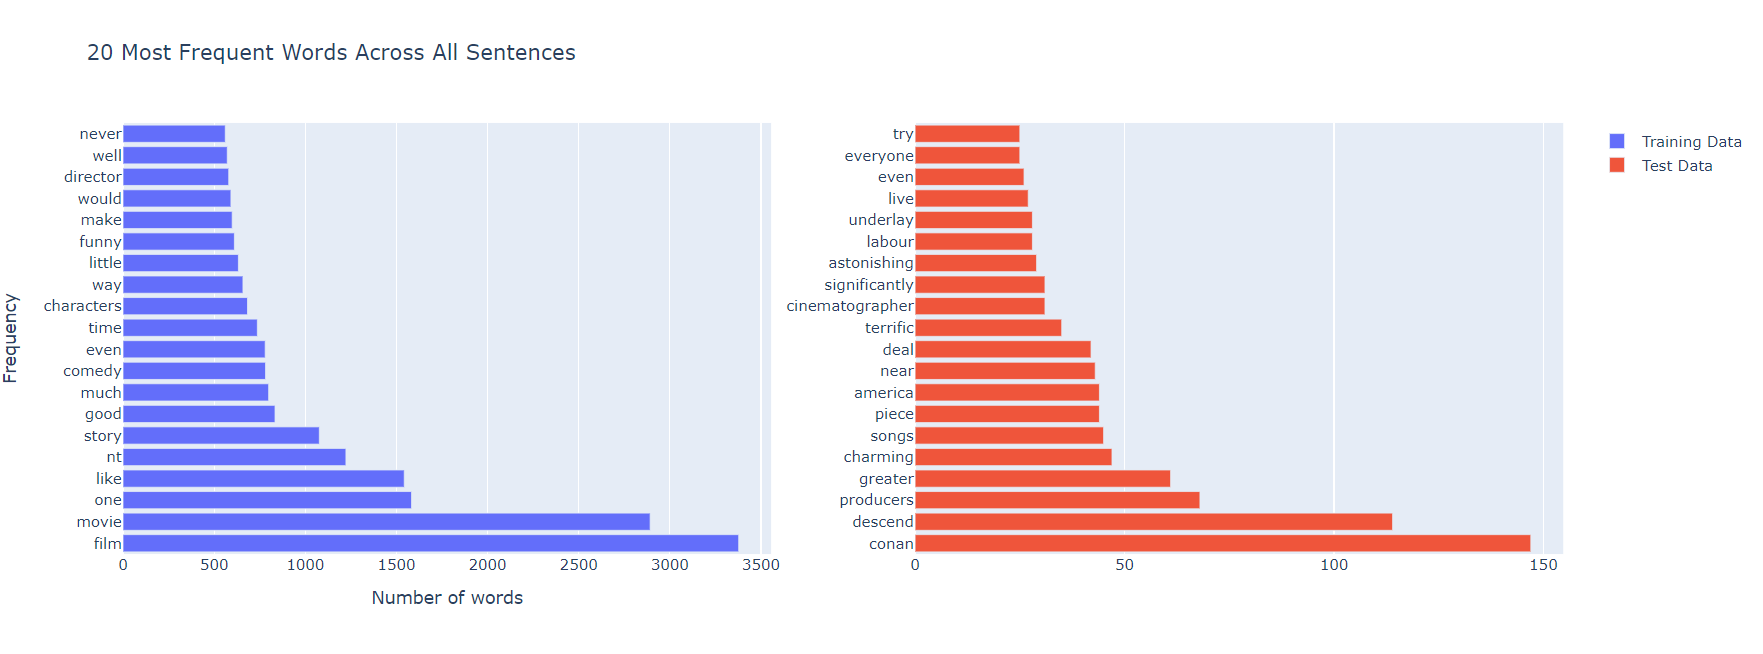 20 Most Frequent Words Across All Sentences
Frequency
never
well
director
would
make
funny
little
way
characters
time
even
comedy
much
good
story
nt
like
one
movie
film
0 500 1000 1500 2000 2500 3000 3500
Number of words
try
everyone
even
live
underlay
labour
astonishing
significantly
cinematographer
terrific
deal
near
america
piece
songs
charming
greater
producers
descend
conan
0 50 100 150
Training Data
Test Data